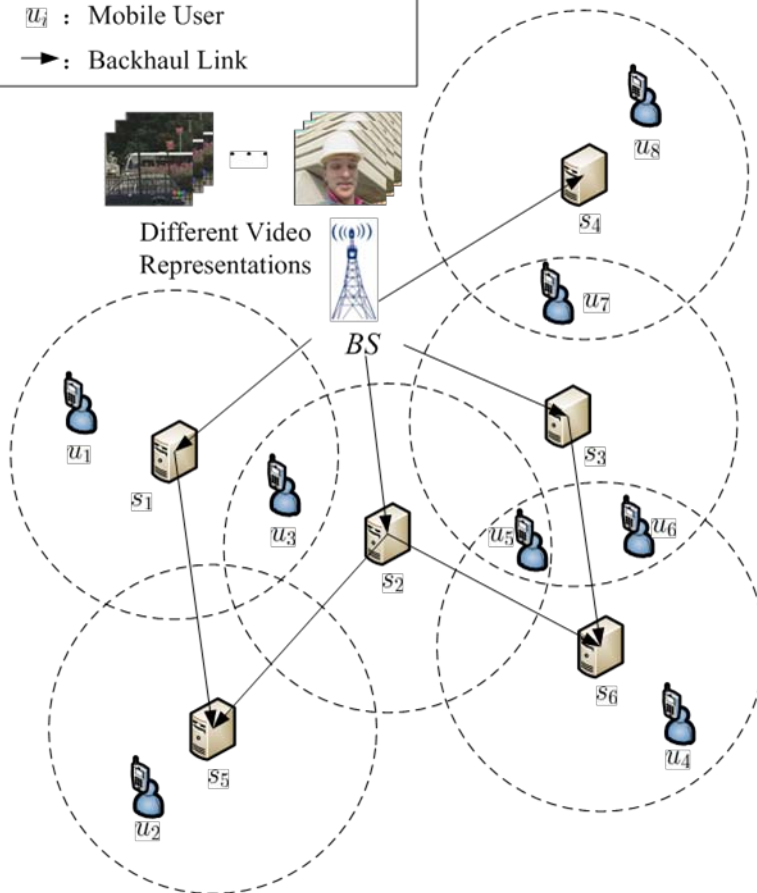 u_i : Mobile User
: Backhaul Link
Different Video
Representations
BS
u_8
s_4
u_7
u_1
s_1
u_3
s_3
s_2
u_5
u_6
s_6
u_4
s_5
u_2